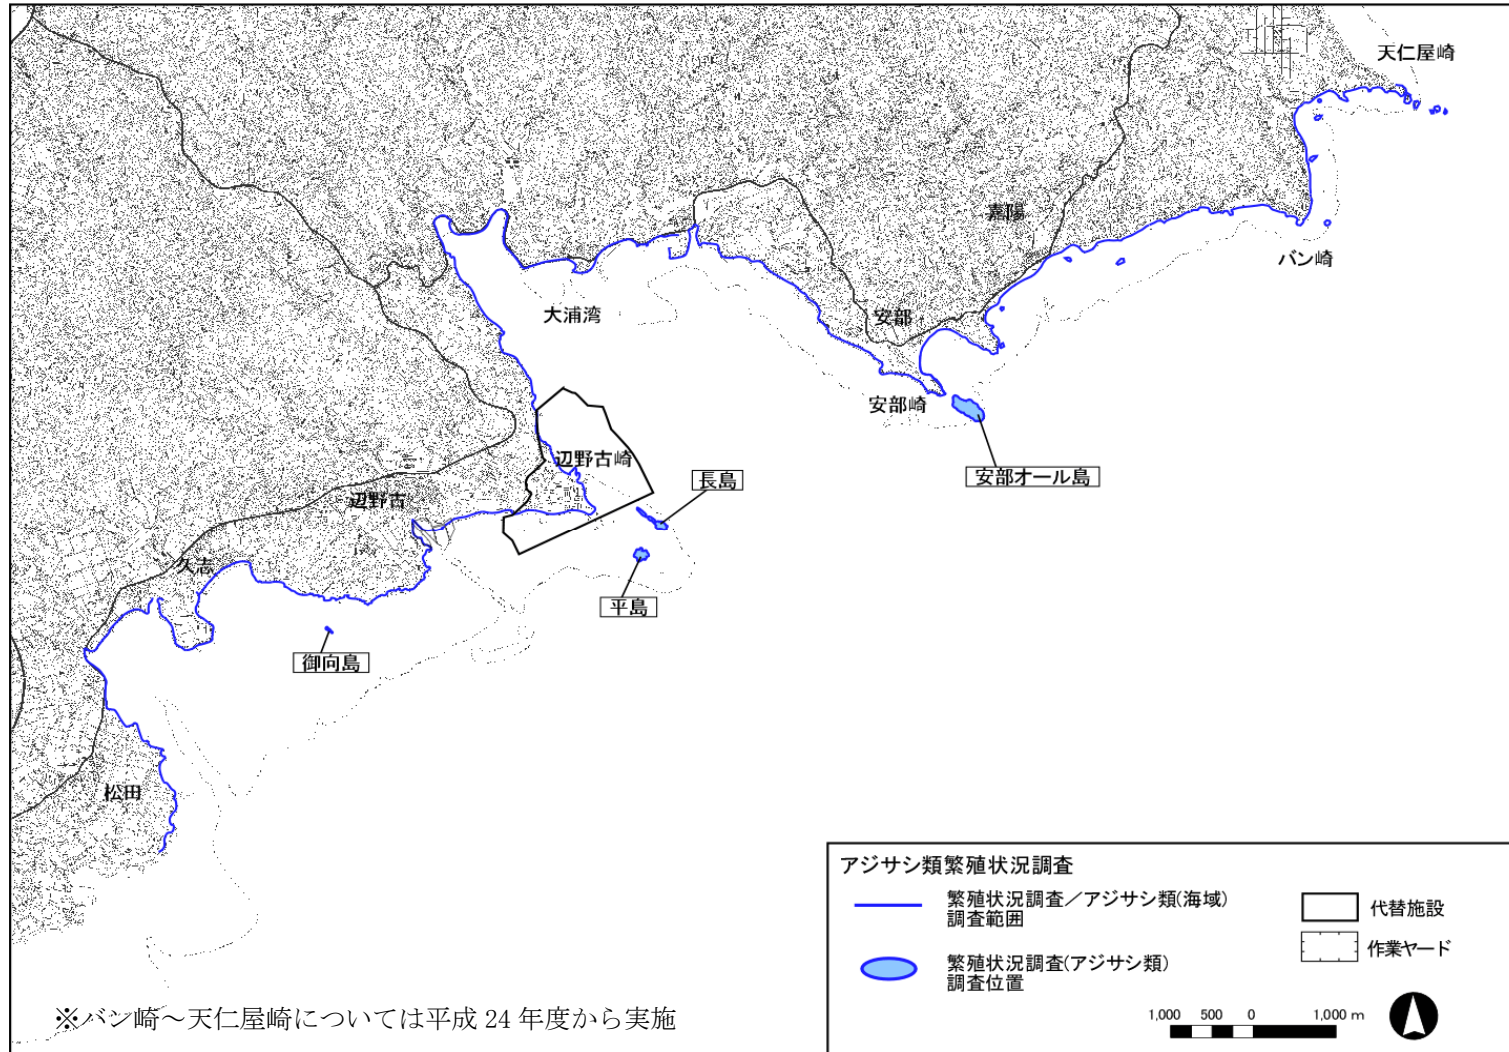 天仁屋崎
嘉陽
バン崎
大浦湾
安部
安部崎
辺野古崎
安部オール島
長島
辺野古
久志
平島
御向島
松田
アジサシ類繁殖状況調査
繁殖状況調査/アジサシ類(海域)
調査範囲
代替施設
作業ヤード
繁殖状況調査(アジサシ類)
調査位置
1,000 500 0 1,000 m
※バン崎~天仁屋崎については平成 24 年度から実施